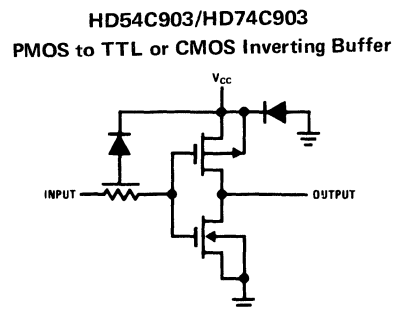 HD54C903/HD74C903
PMOS to TTL or CMOS Inverting Buffer
VCC
INPUT
OUTPUT